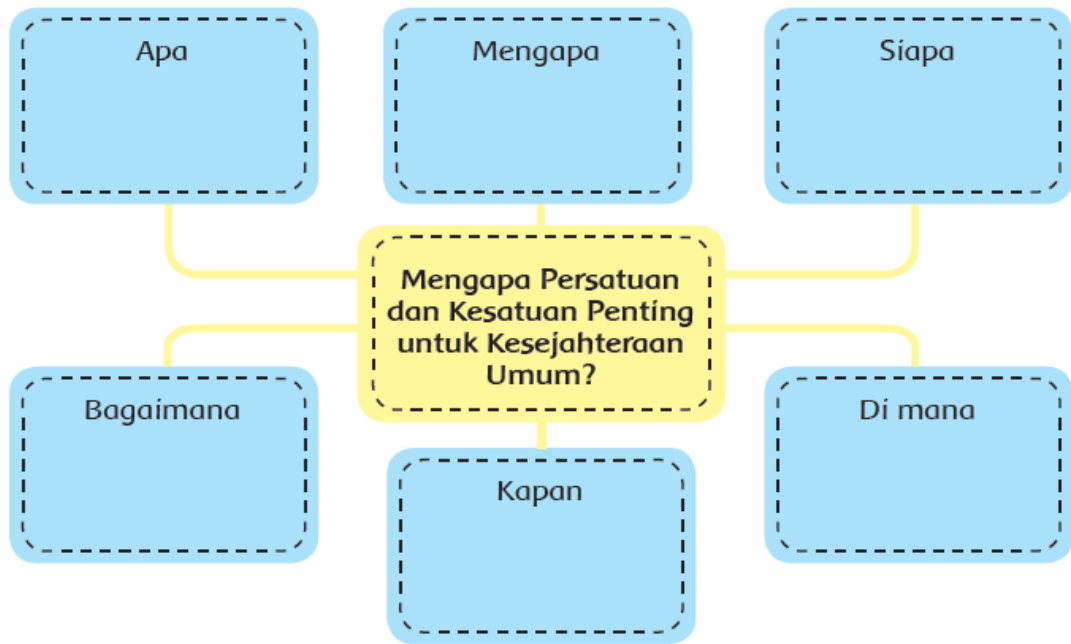 Apa
Mengapa
Siapa
Mengapa Persatuan
dan Kesatuan Penting
untuk Kesejahteraan
Umum?
Bagaimana
Kapan
Di mana